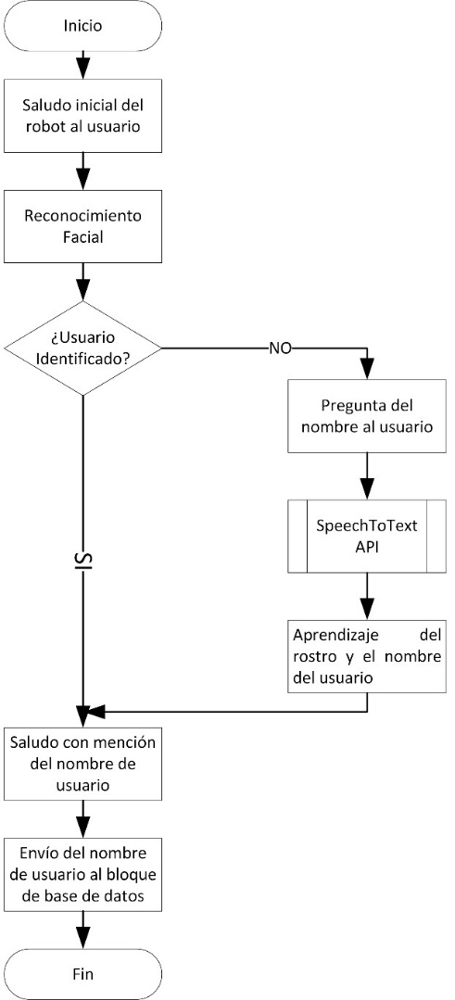 Inicio
Saludo inicial del
robot al usuario
Reconocimiento
Facial
¿Usuario
Identificado?
NO
Pregunta del
nombre al usuario
SpeechToText
API
Aprendizaje del
rostro y el nombre
del usuario
SI
Saludo con mención
del nombre de
usuario
Envío del nombre
de usuario al bloque
de base de datos
Fin